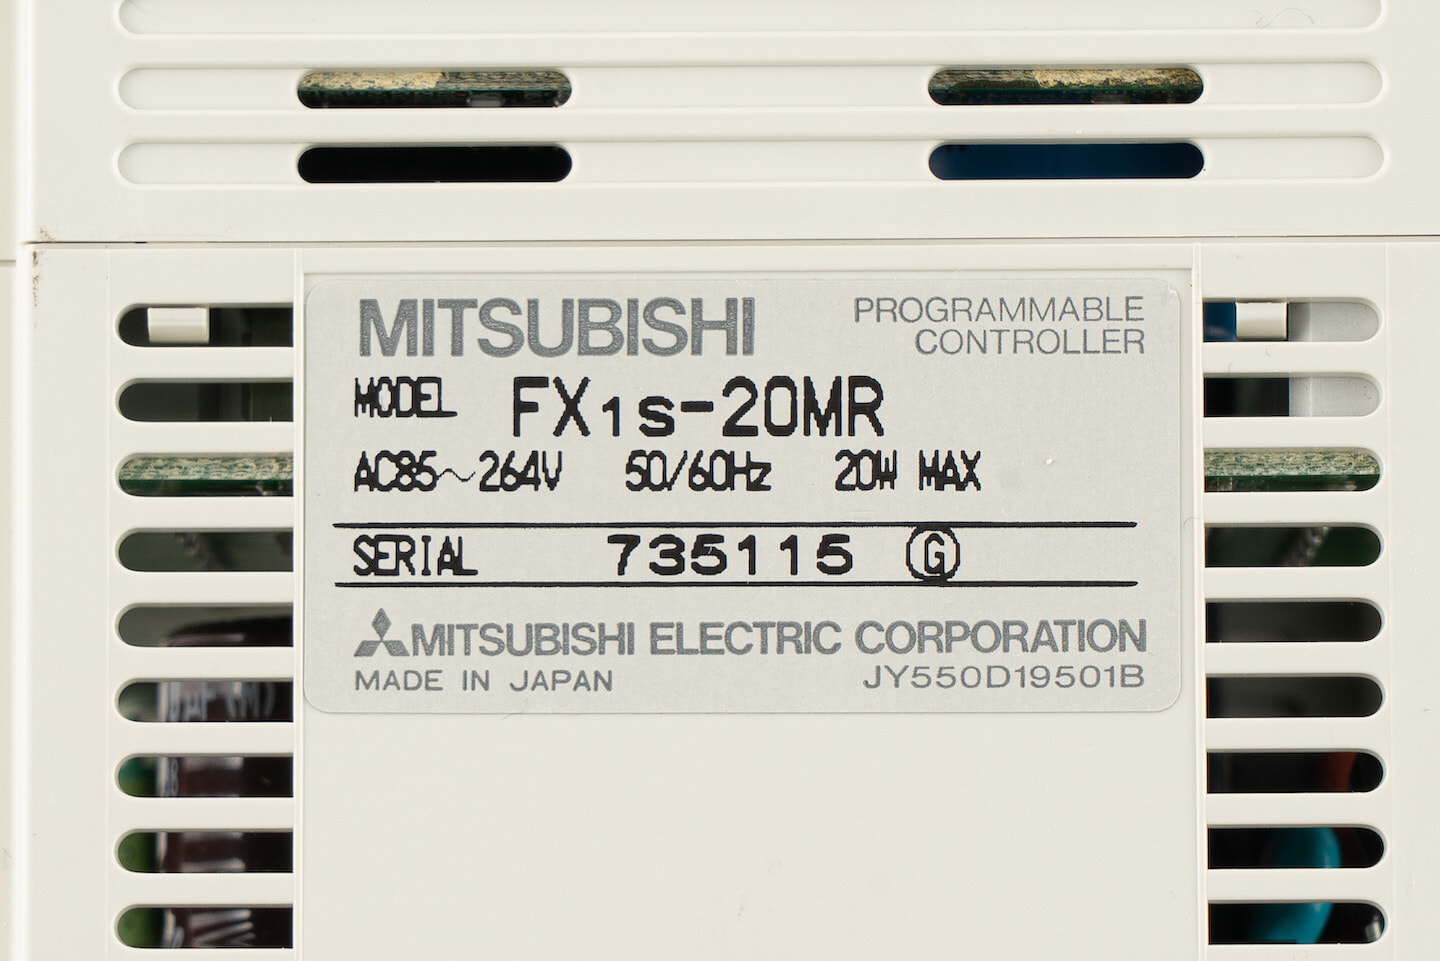 MITSUBISHI
PROGRAMMABLE
CONTROLLER
MODEL FX1s-20MR
AC85~264V 50/60Hz 20W MAX
SERIAL 735115 Ⓖ
MITSUBISHI ELECTRIC CORPORATION
MADE IN JAPAN JY550D19501B